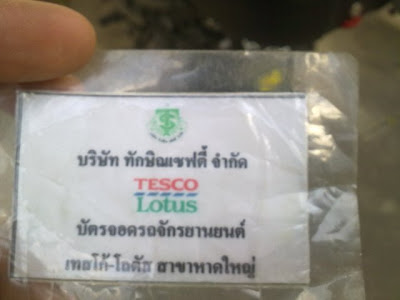 บริษัท ทักษิณเซฟตี้ จำกัด
TESCO
Lotus
บัตรจอดรถจักรยานยนต์
เทสโก้-โลตัส สาขาหาดใหญ่